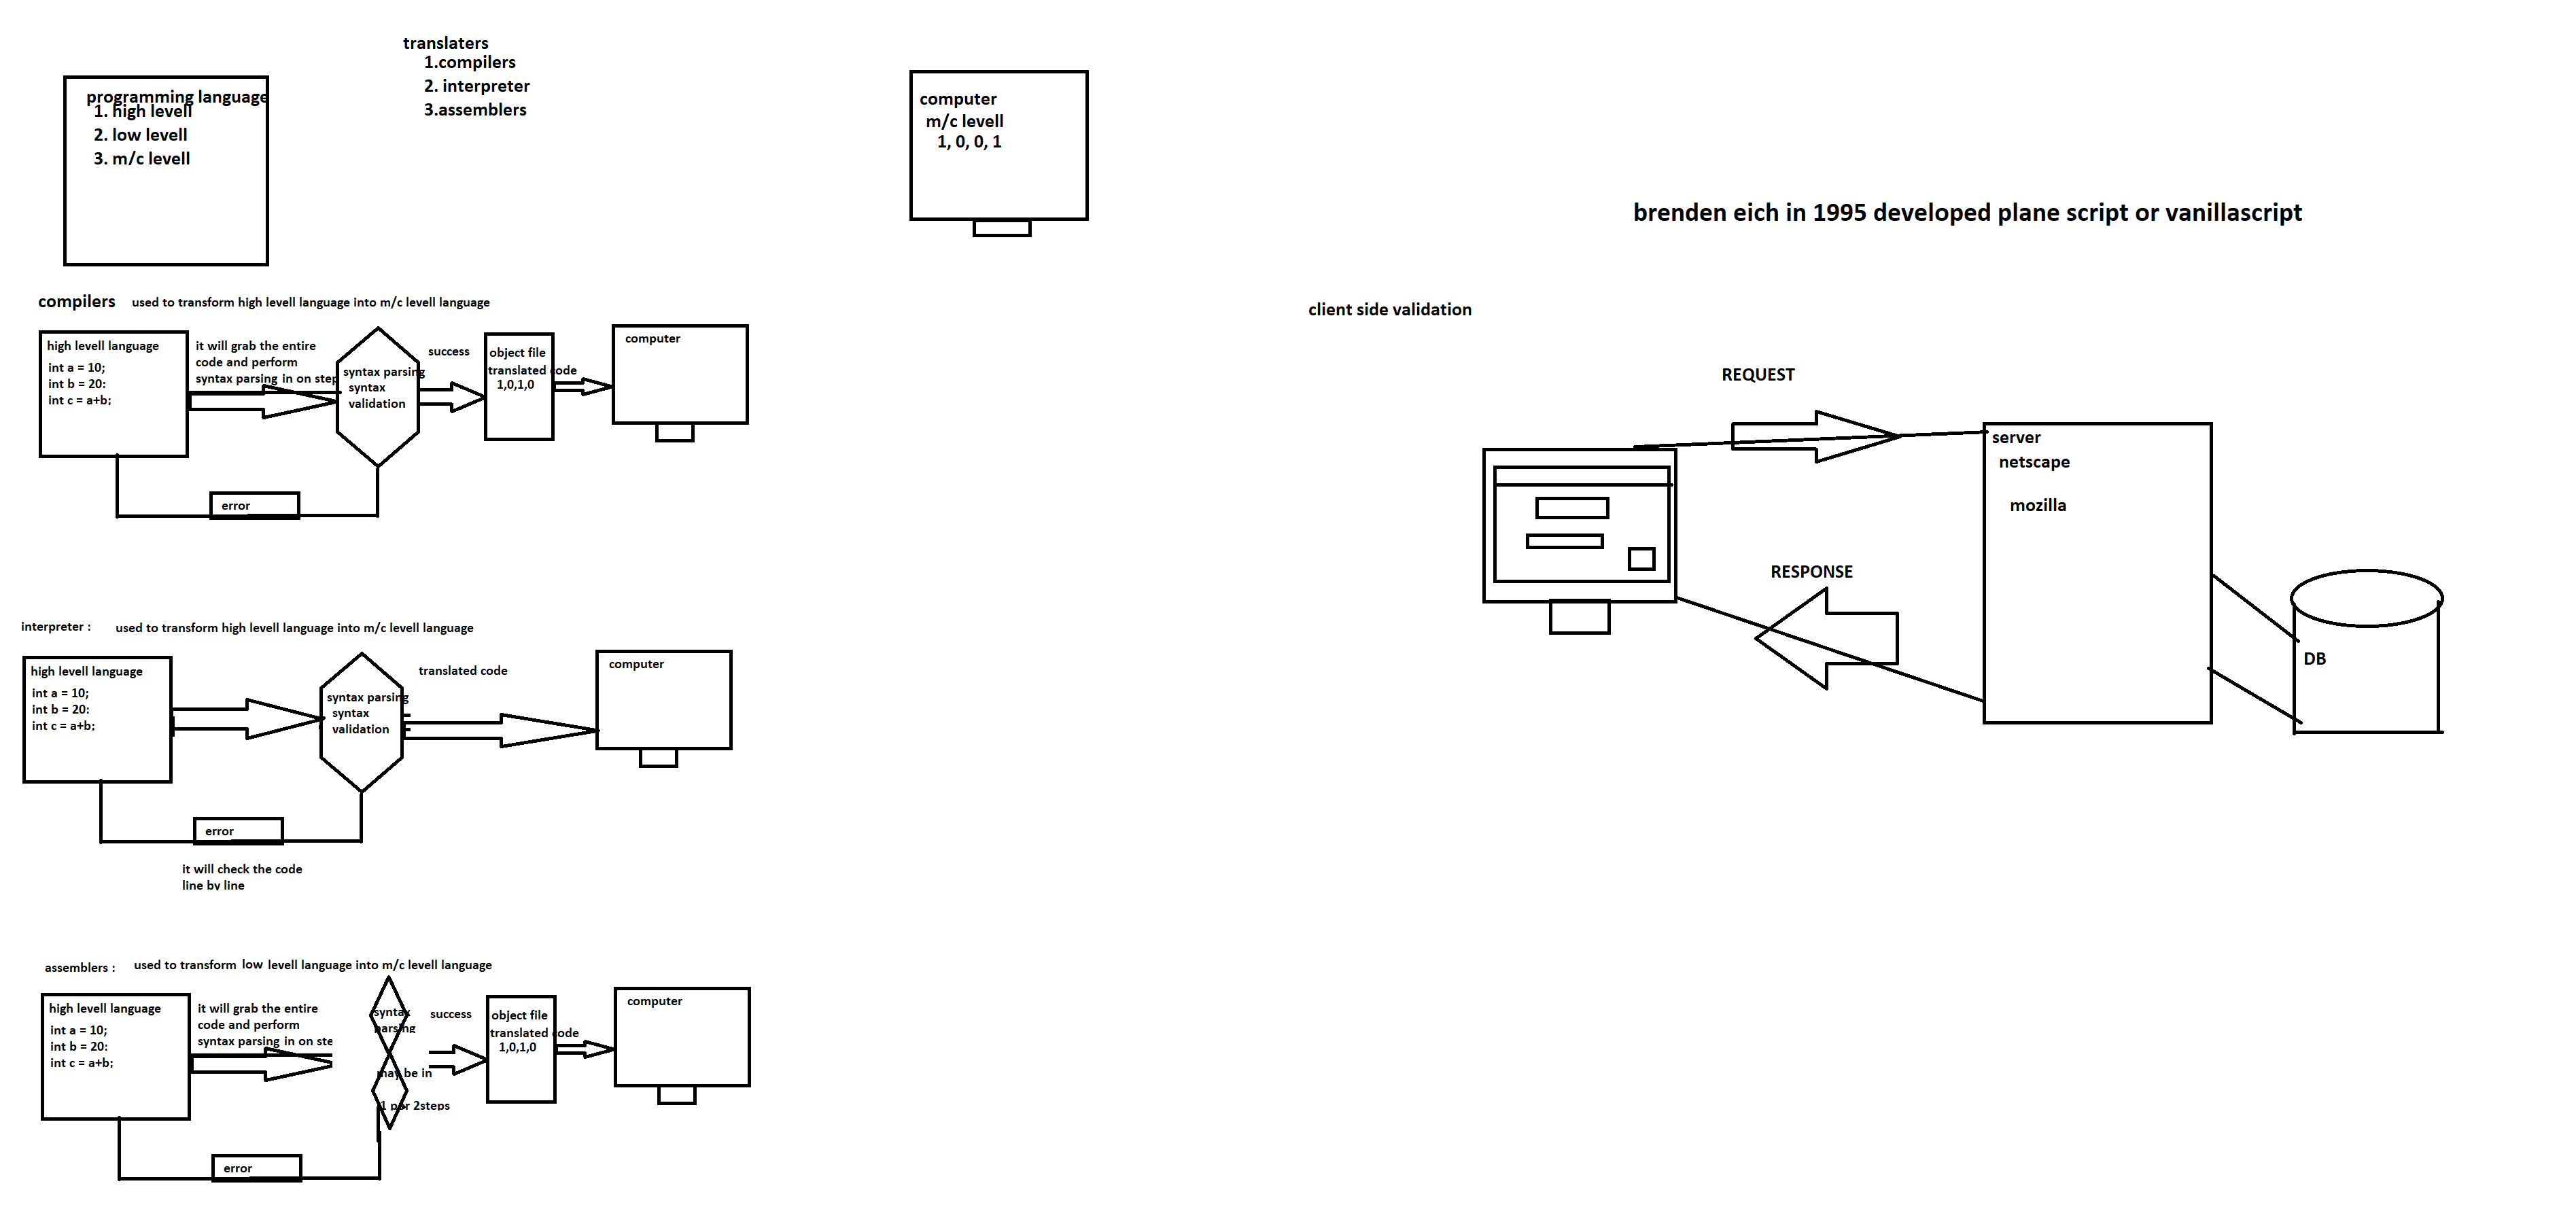 translaters
1.compilers
2. interpreter
3.assemblers
programming language
1. high levell
2. low levell
3. m/c levell
computer
m/c levell
1, 0, 0, 1
compilers used to transform high levell language into m/c levell language
high levell language
int a = 10;
int b = 20:
int c = a+b;
it will grab the entire
code and perform
syntax parsing in on step
syntax parsing
syntax
validation
success
object file
translated code
1,0,1,0
computer
error
interpreter : used to transform high levell language into m/c levell language
high levell language
int a = 10;
int b = 20:
int c = a+b;
syntax parsing
syntax
validation
translated code
computer
error
it will check the code
line by line
assemblers : used to transform low levell language into m/c levell language
high levell language
int a = 10;
int b = 20:
int c = a+b;
it will grab the entire
code and perform
syntax parsing in on ste
syntax
parsing
may be in
1 por 2steps
success
object file
translated code
1,0,1,0
computer
error
brenden eich in 1995 developed plane script or vanillascript
client side validation
REQUEST
server
netscape
mozilla
RESPONSE
DB